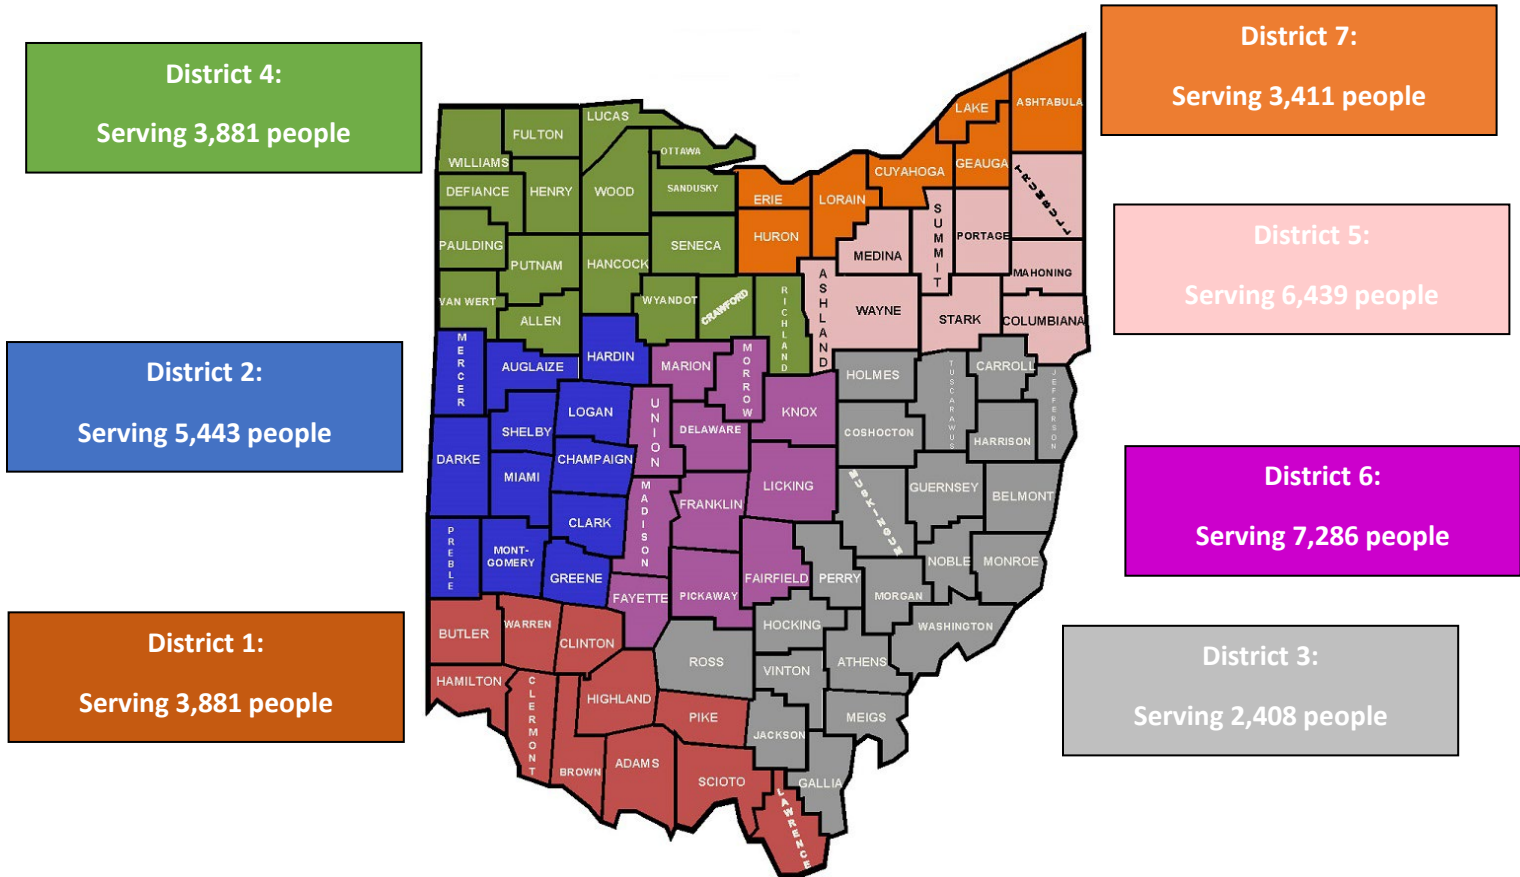 District 4:
Serving 3,881 people
District 2:
Serving 5,443 people
District 1:
Serving 3,881 people
District 7:
Serving 3,411 people
District 5:
Serving 6,439 people
District 6:
Serving 7,286 people
District 3:
Serving 2,408 people
WILLIAMS
FULTON
LUCAS
OTTAWA
DEFIANCE
HENRY
WOOD
SANDUSKY
PAULDING
PUTNAM
HANCOCK
SENECA
VAN WERT
ALLEN
WYANDOT
CRAWFORD
RICHLAND
ERIE
HURON
LORAIN
CUYAHOGA
LAKE
GEAUGA
ASHTABULA
TRUMBULL
SUMMIT
PORTAGE
MEDINA
MAHONING
ASHLAND
WAYNE
STARK
COLUMBIANA
MERCER
AUGLAIZE
HARDIN
LOGAN
SHELBY
DARKE
MIAMI
CHAMPAIGN
CLARK
PREBLE
MONT-
GOMERY
GREENE
MARION
MORROW
KNOX
UNION
DELAWARE
LICKING
MADISON
FRANKLIN
FAIRFIELD
FAYETTE
PICKAWAY
HOLMES
TUSCARAWUS
CARROLL
JEFFERSON
COSHOCTON
HARRISON
MUSKINGUM
GUERNSEY
BELMONT
PERRY
MORGAN
NOBLE
MONROE
WASHINGTON
HOCKING
ATHENS
ROSS
VINTON
MEIGS
JACKSON
GALLIA
BUTLER
WARREN
CLINTON
HAMILTON
CLERMONT
HIGHLAND
PIKE
BROWN
ADAMS
SCIOTO
LAWRENCE